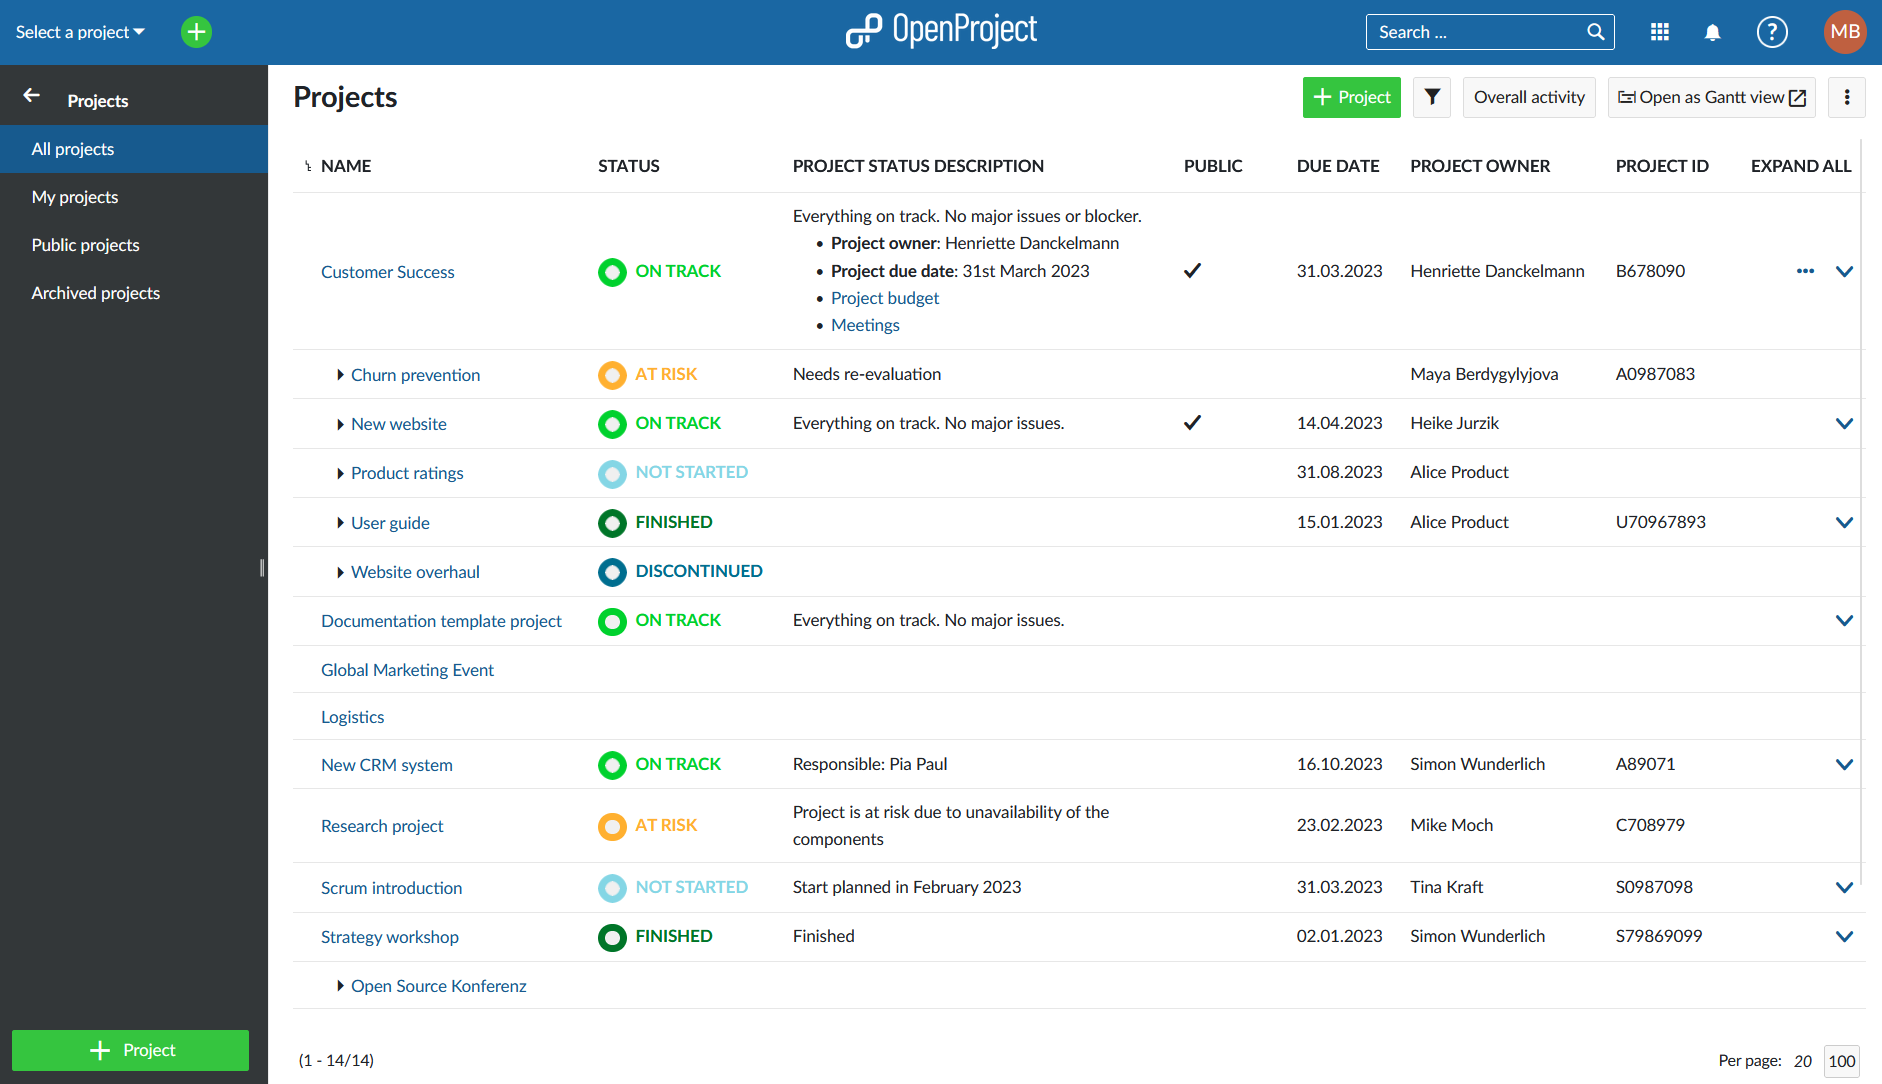 Select a project
OpenProject
Search ...
?
MB
Projects
All projects
My projects
Public projects
Archived projects
Project
Projects
Project
Overall activity
Open as Gantt view
NAME STATUS PROJECT STATUS DESCRIPTION PUBLIC DUE DATE PROJECT OWNER PROJECT ID EXPAND ALL
Everything on track. No major issues or blocker.
• Project owner: Henriette Danckelmann
Customer Success ON TRACK • Project due date: 31st March 2023 ✓ 31.03.2023 Henriette Danckelmann B678090
• Project budget
• Meetings
Churn prevention AT RISK Needs re-evaluation Maya Berdygylyjova A0987083
New website ON TRACK Everything on track. No major issues. ✓ 14.04.2023 Heike Jurzik
Product ratings NOT STARTED 31.08.2023 Alice Product
User guide FINISHED 15.01.2023 Alice Product U70967893
Website overhaul DISCONTINUED
Documentation template project ON TRACK Everything on track. No major issues.
Global Marketing Event
Logistics
New CRM system ON TRACK Responsible: Pia Paul 16.10.2023 Simon Wunderlich A89071
Project is at risk due to unavailability of the
Research project AT RISK components 23.02.2023 Mike Moch C708979
Scrum introduction NOT STARTED Start planned in February 2023 31.03.2023 Tina Kraft S0987098
Strategy workshop FINISHED Finished 02.01.2023 Simon Wunderlich S79869099
Open Source Konferenz
(1 - 14/14)
Per page: 20 100